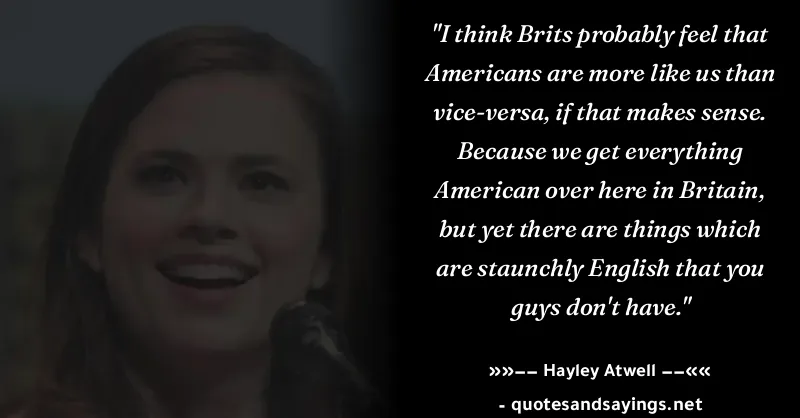 "I think Brits probably feel that
Americans are more like us than
vice-versa, if that makes sense.
Because we get everything
American over here in Britain,
but yet there are things which
are staunchly English that you
guys don't have."
»»−− Hayley Atwell −−««
- quotesandsayings.net